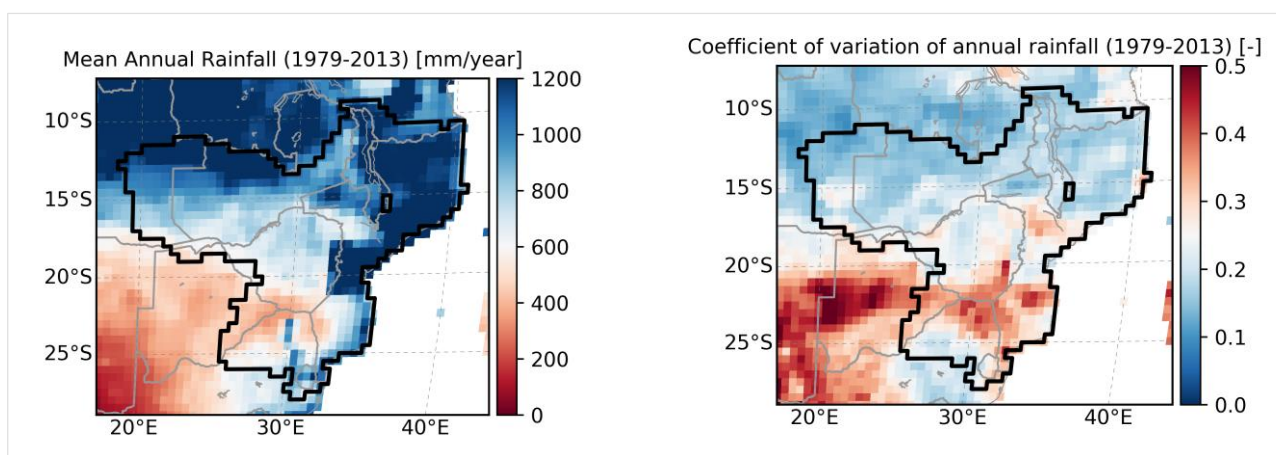 Mean Annual Rainfall (1979-2013) [mm/year]
10°S
15°S
20°S
25°S
20°E
30°E
40°E
1200
1000
800
600
400
200
0
Coefficient of variation of annual rainfall (1979-2013) [-]
10°S
15°S
20°S
25°S
20°E
30°E
40°E
0.5
0.4
0.3
0.2
0.1
0.0